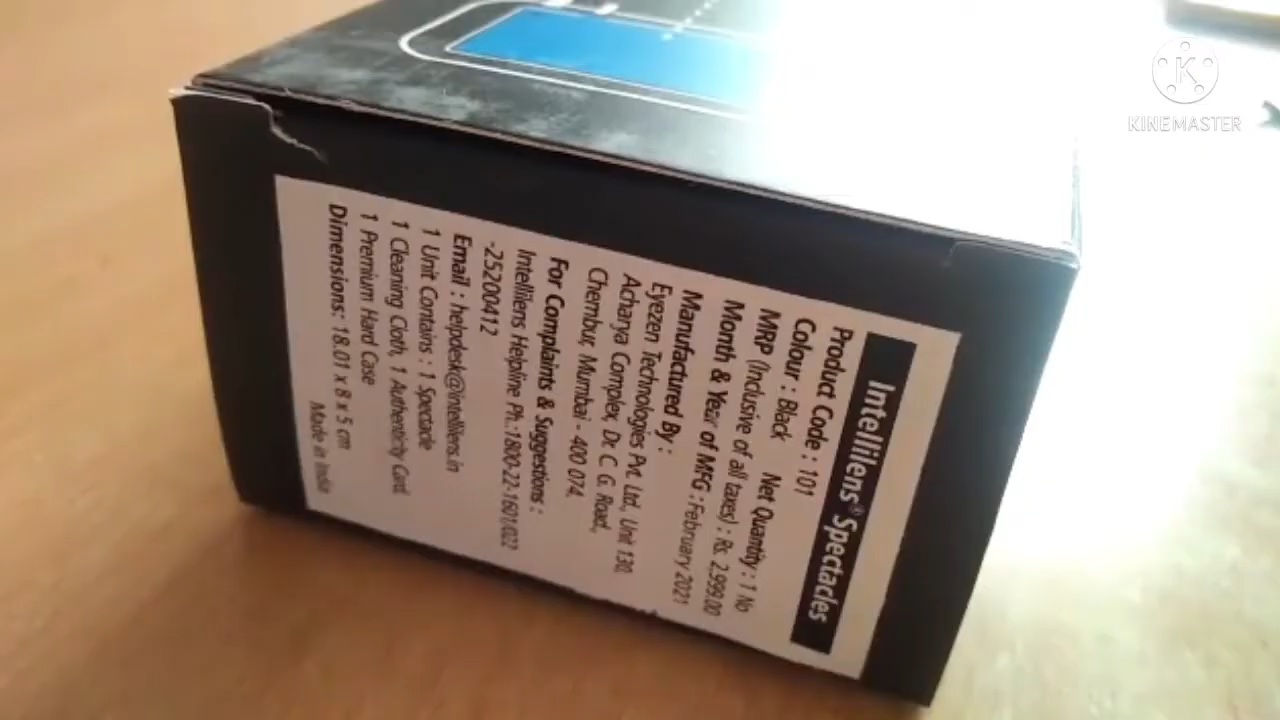 Intellilens® Spectacles
Product Code : 101
Colour : Black Net Quantity : 1 No
MRP (Inclusive of all taxes) : Rs. 2,999.00
Month & Year of MFG : February 2021
Manufactured By :
Eyezen Technologies Pvt. Ltd., Unit 130,
Acharya Complex, Dr. C. G. Road,
Chembur, Mumbai - 400 074.
For Complaints & Suggestions :
Intellilens Helpline Ph.:1800-22-1601/022
-25200412
Email : helpdesk@intellilens.in
1 Unit Contains : 1 Spectacle
1 Cleaning Cloth, 1 Authenticity Card
1 Premium Hard Case
Dimensions: 18.01 x 8 x 5 cm
Made in India
K
KINEMASTER